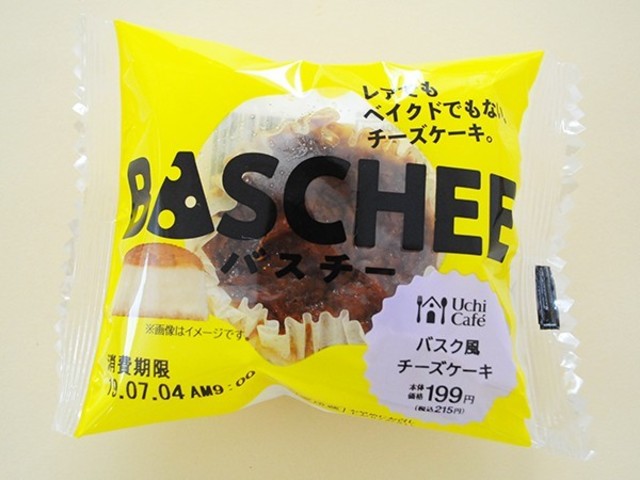 レアでも
ベイクドでもない、
チーズケーキ。
BASCHEE
バスチー
※画像はイメージです。
Uchi
Café
バスク風
チーズケーキ
本体
価格 199円
(税込215円)
消費期限
19.07.04 AM9:00